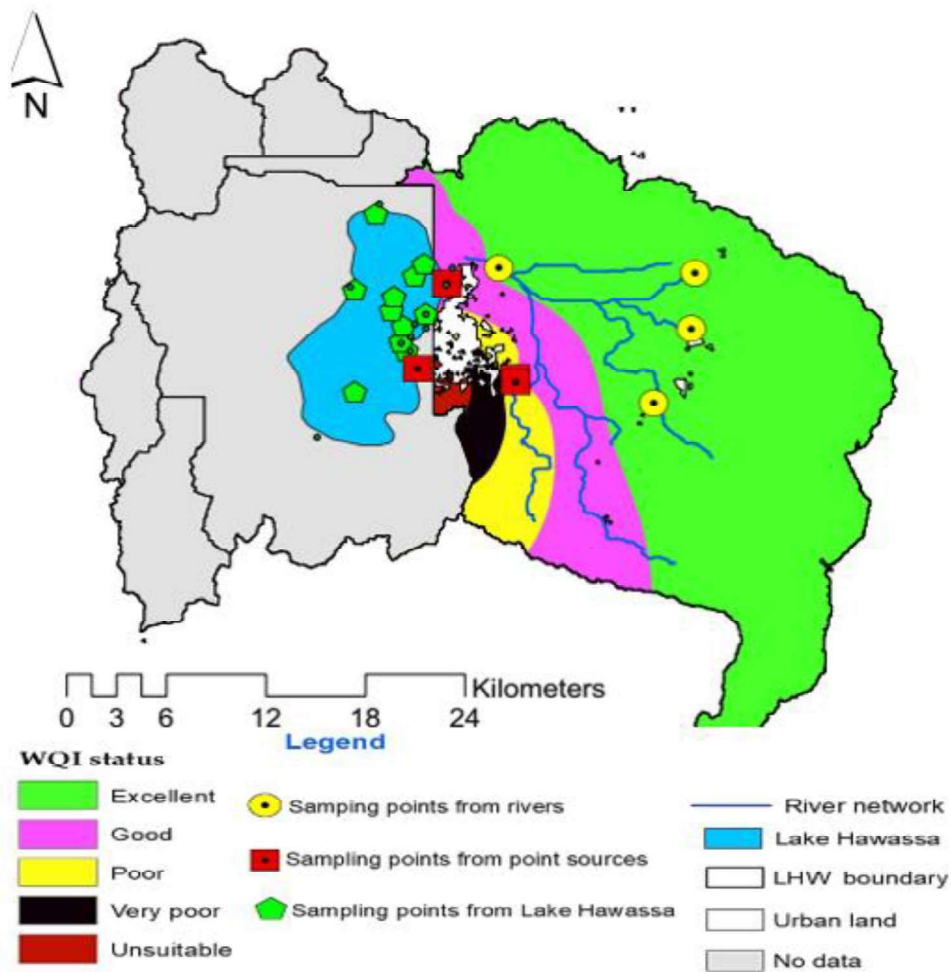 N
Kilometers
0 3 6 12 18 24
Legend
WQI status
Excellent
Good
Poor
Very poor
Unsuitable
Samping points from rivers
Sampling points from point sources
Sampling points from Lake Hawassa
River network
Lake Hawassa
LHW boundary
Urban land
No data